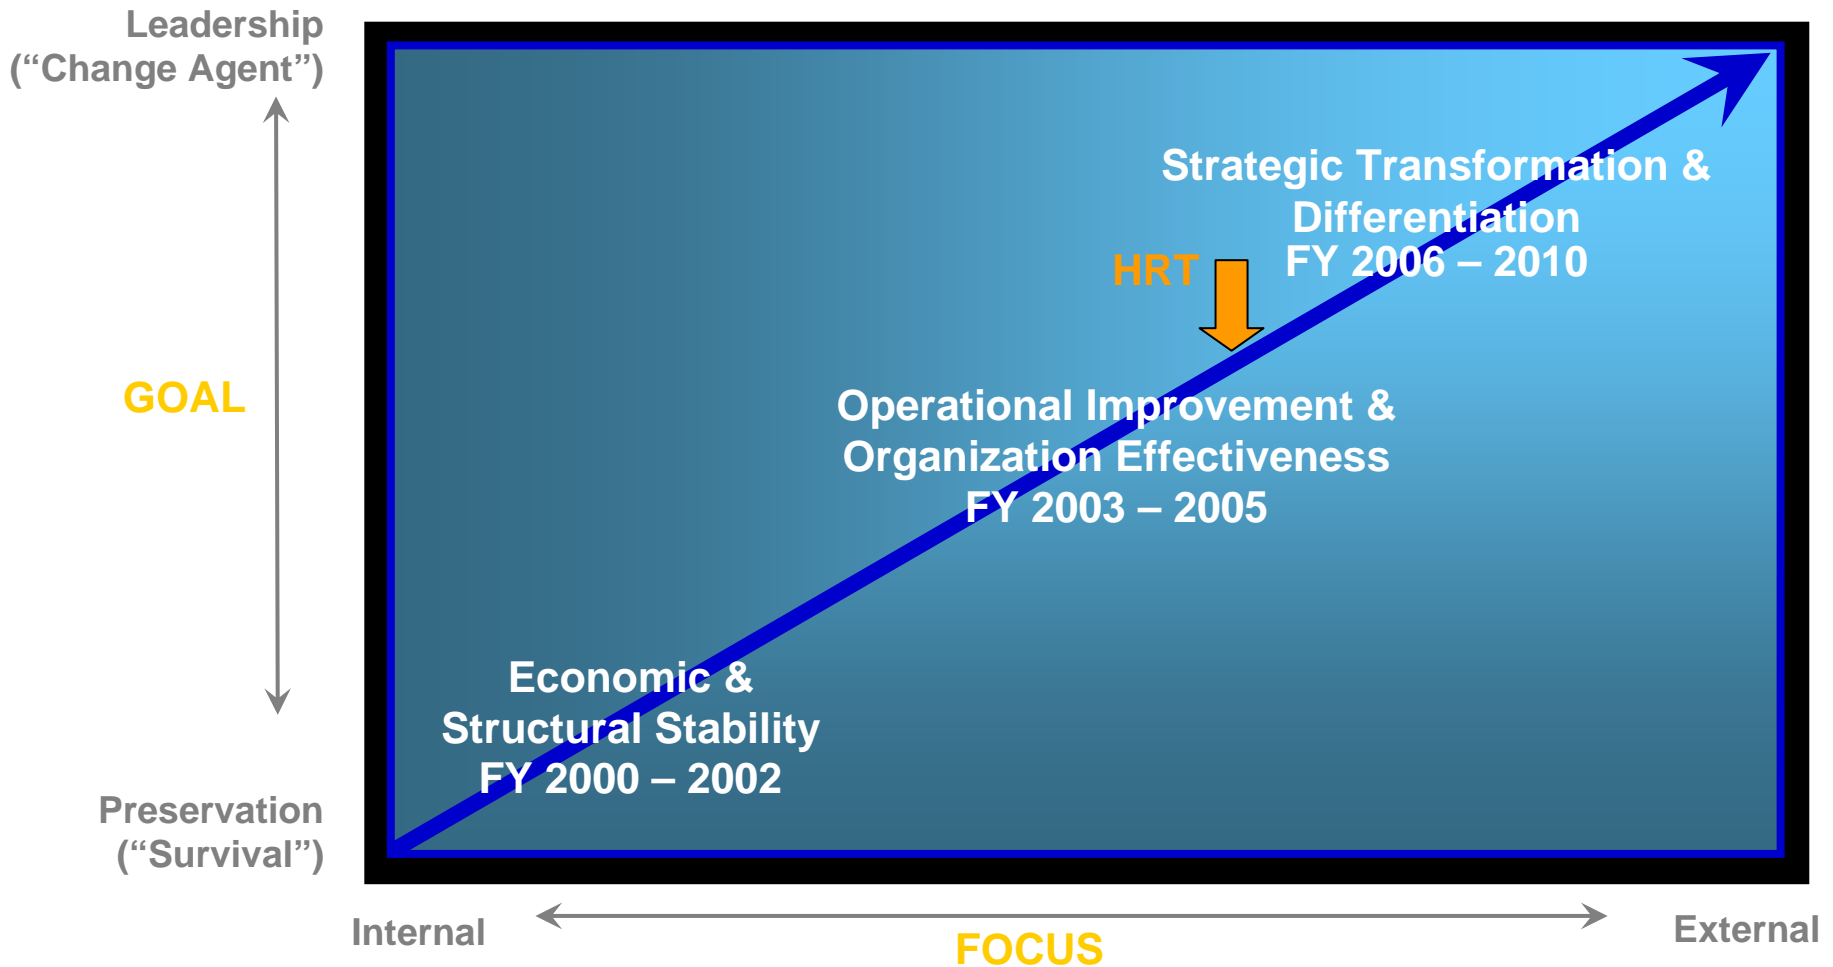 Leadership
(“Change Agent”)
Strategic Transformation &
Differentiation
FY 2006 – 2010
HRT
GOAL
Operational Improvement &
Organization Effectiveness
FY 2003 – 2005
Economic &
Structural Stability
FY 2000 – 2002
Preservation
(“Survival”)
Internal
FOCUS
External